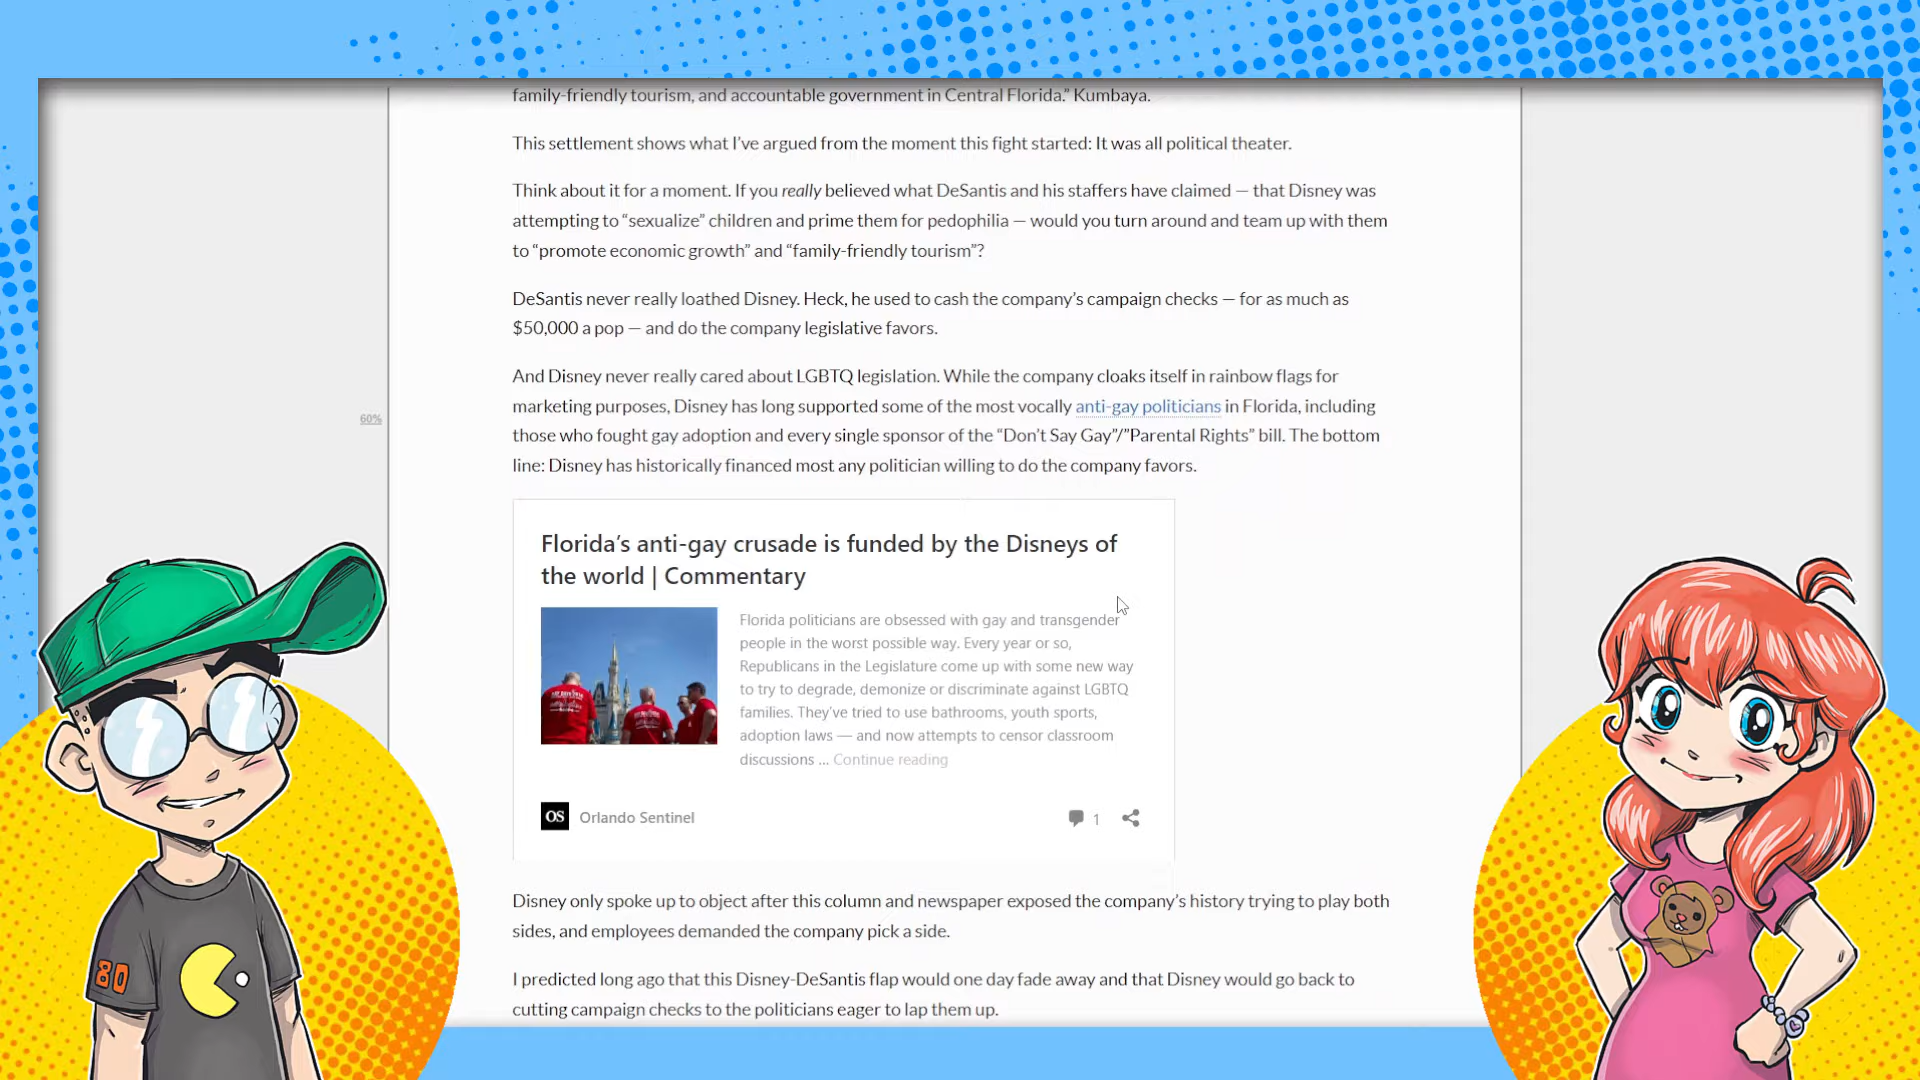 family-friendly tourism, and accountable government in Central Florida.” Kumbaya.
This settlement shows what I’ve argued from the moment this fight started: It was all political theater.
Think about it for a moment. If you really believed what DeSantis and his staffers have claimed — that Disney was
attempting to “sexualize” children and prime them for pedophilia — would you turn around and team up with them
to “promote economic growth” and “family-friendly tourism”?
DeSantis never really loathed Disney. Heck, he used to cash the company’s campaign checks — for as much as
$50,000 a pop — and do the company legislative favors.
And Disney never really cared about LGBTQ legislation. While the company cloaks itself in rainbow flags for
marketing purposes, Disney has long supported some of the most vocally anti-gay politicians in Florida, including
60%
those who fought gay adoption and every single sponsor of the “Don’t Say Gay”/”Parental Rights” bill. The bottom
line: Disney has historically financed most any politician willing to do the company favors.
Florida’s anti-gay crusade is funded by the Disneys of
the world | Commentary
Florida politicians are obsessed with gay and transgender
people in the worst possible way. Every year or so,
Republicans in the Legislature come up with some new way
to try to degrade, demonize or discriminate against LGBTQ
families. They’ve tried to use bathrooms, youth sports,
adoption laws — and now attempts to censor classroom
discussions ... Continue reading
OS Orlando Sentinel
1
Disney only spoke up to object after this column and newspaper exposed the company’s history trying to play both
sides, and employees demanded the company pick a side.
80
I predicted long ago that this Disney-DeSantis flap would one day fade away and that Disney would go back to
cutting campaign checks to the politicians eager to lap them up.